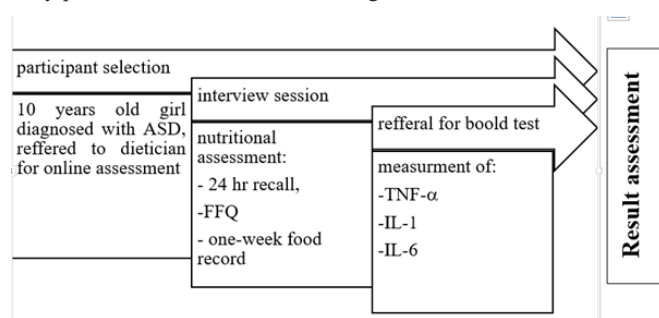 participant selection
10 years old girl
diagnosed with ASD,
reffered to dietician
for online assessment
interview session
nutritional
assessment:
- 24 hr recall,
-FFQ
- one-week food
record
refferal for boold test
measurment of:
-TNF-α
-IL-1
-IL-6
Result assessment